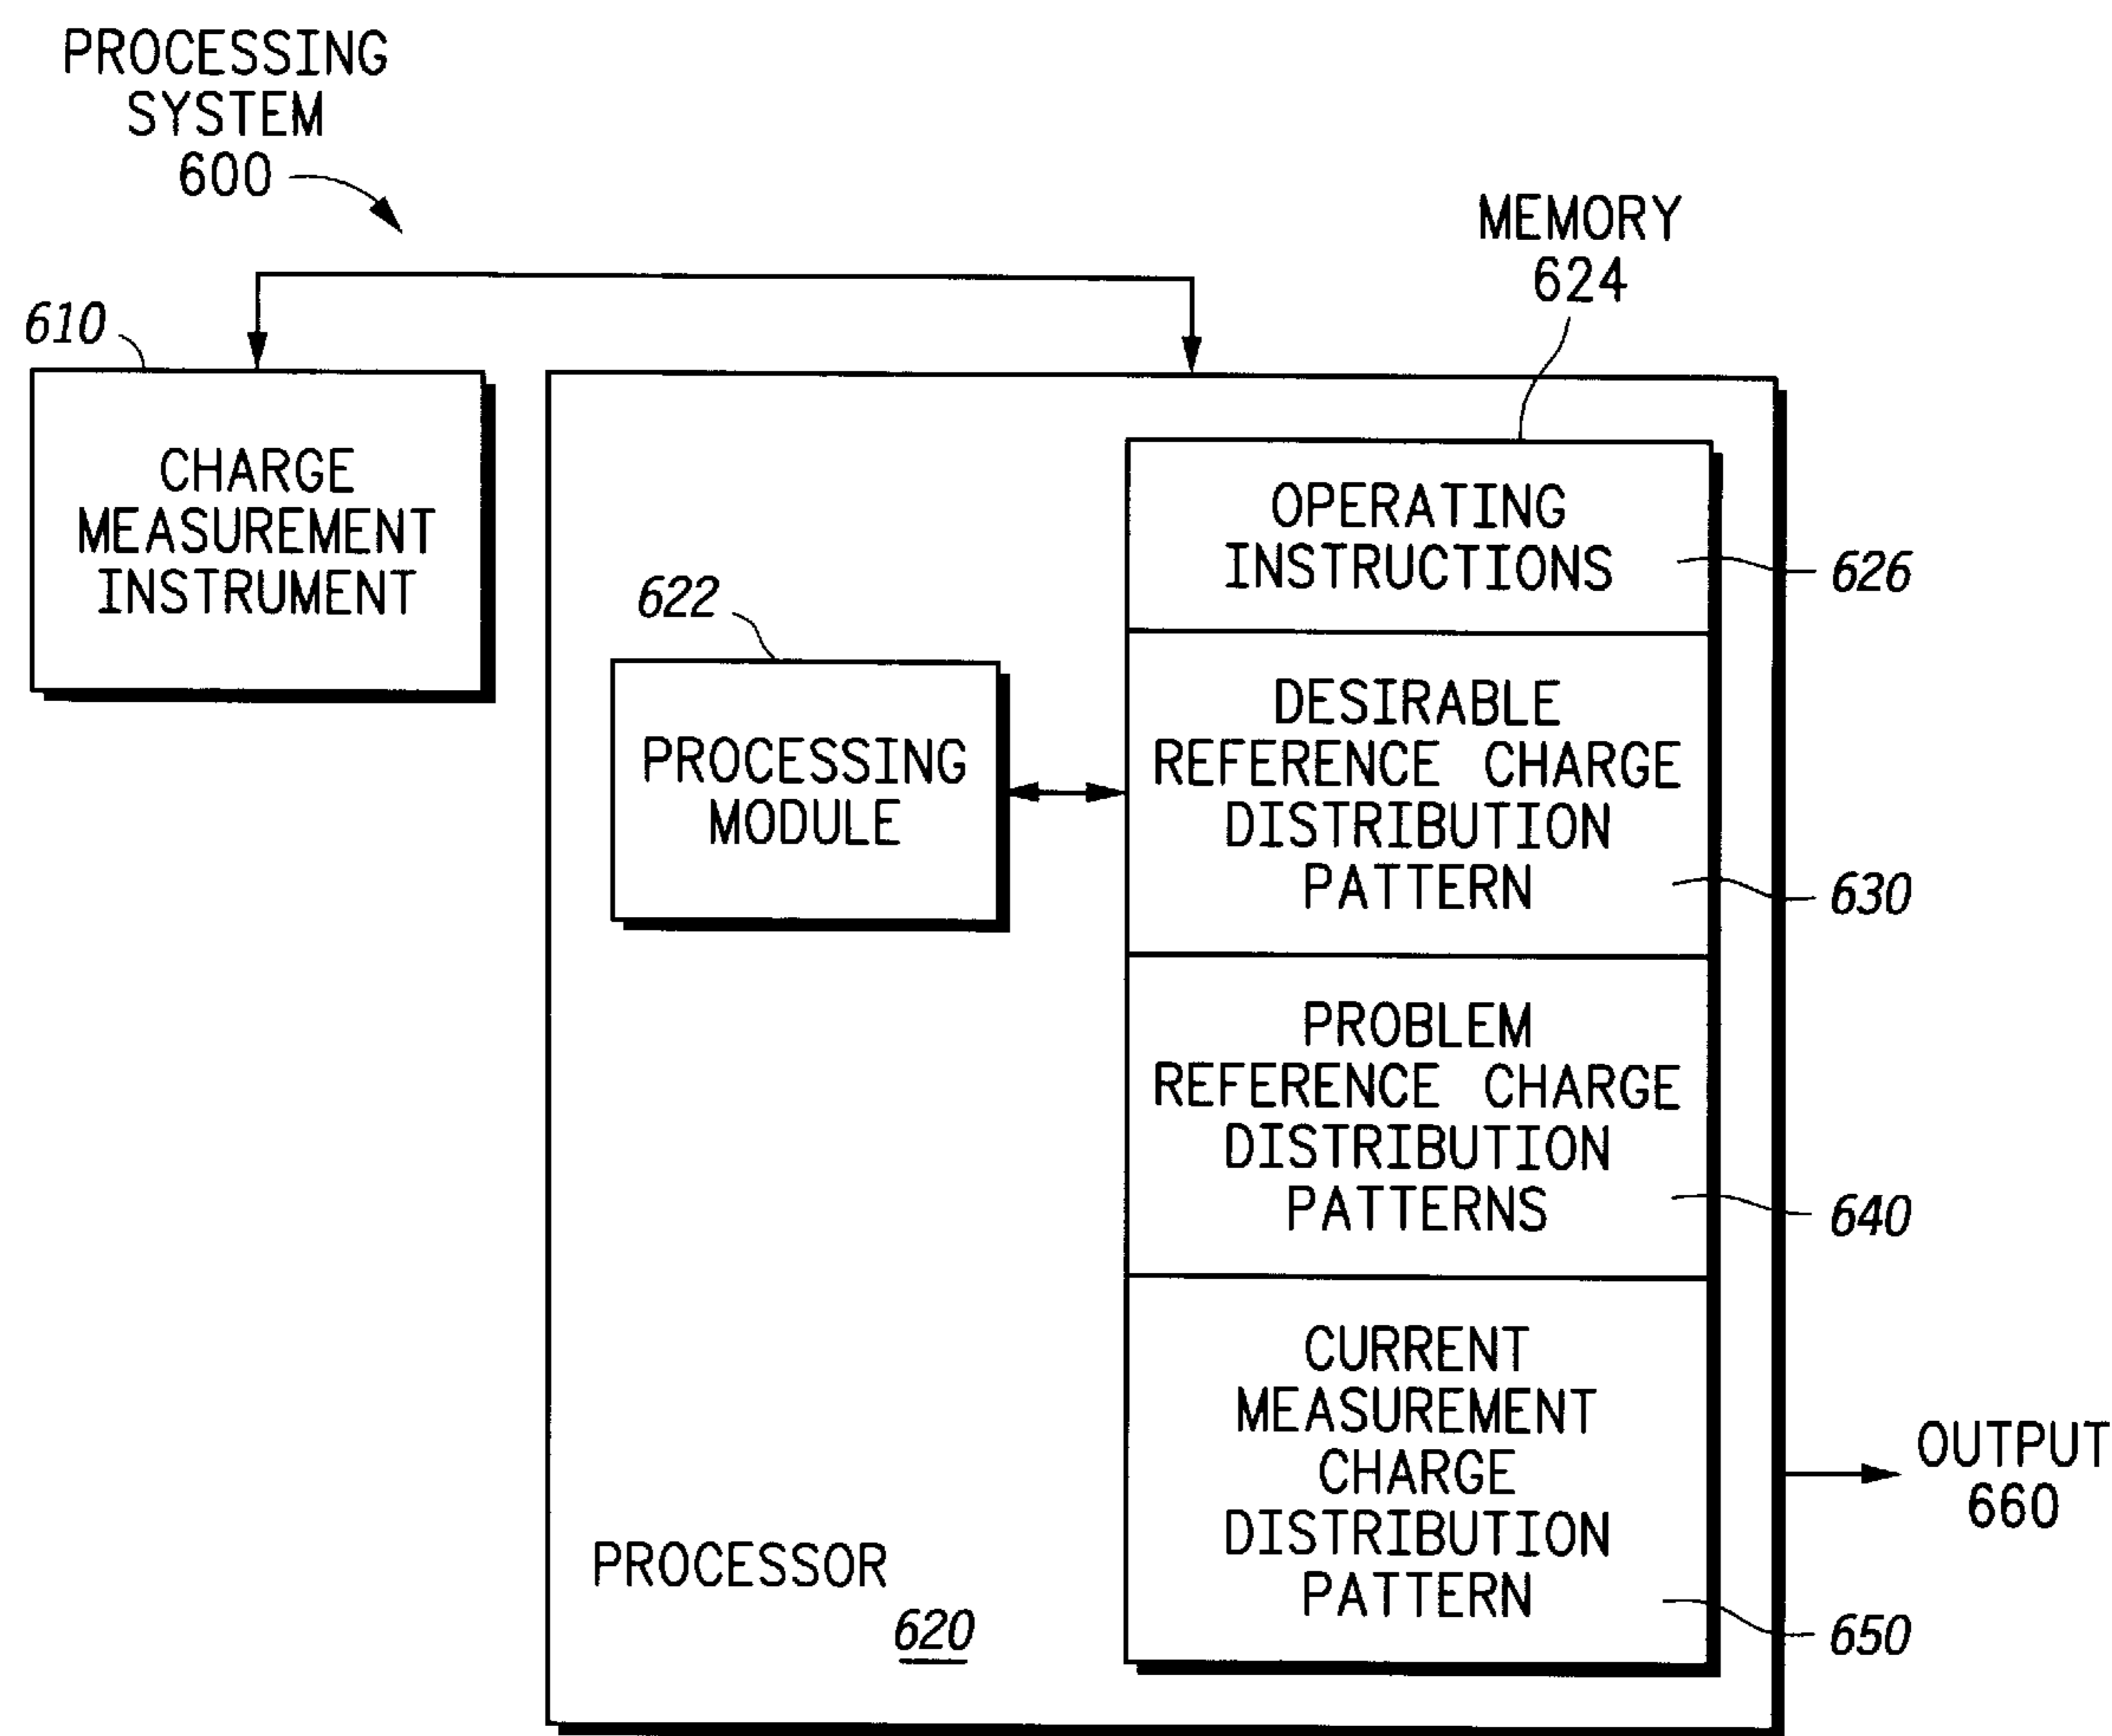 PROCESSING
SYSTEM
600
MEMORY
624
610
CHARGE
MEASUREMENT
INSTRUMENT
OPERATING
INSTRUCTIONS
626
622
PROCESSING
MODULE
DESIRABLE
REFERENCE CHARGE
DISTRIBUTION
PATTERN
630
PROBLEM
REFERENCE CHARGE
DISTRIBUTION
PATTERNS
640
CURRENT
MEASUREMENT
CHARGE
DISTRIBUTION
PATTERN
650
OUTPUT
660
PROCESSOR
620